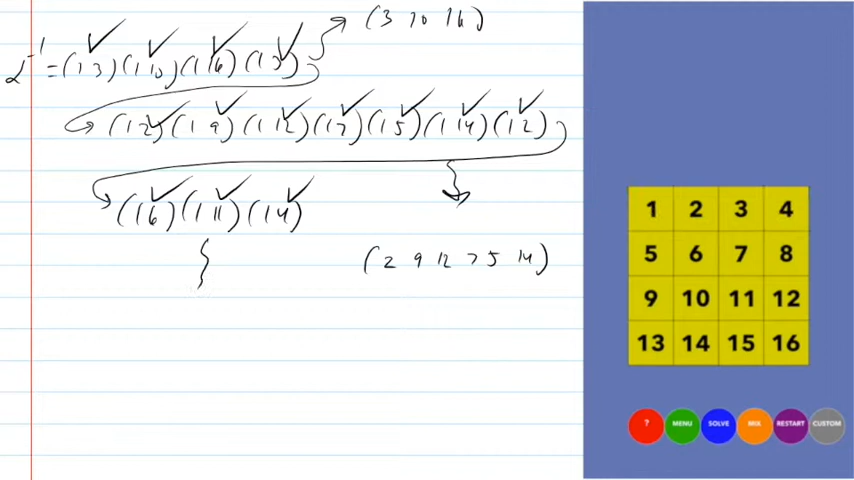 (3 10 16)
α⁻¹ = (1 3)(1 10)(1 16)(1 3)
(1 2)(1 9)(1 12)(1 7)(1 5)(1 14)(1 2)
(1 6)(1 11)(1 4)
(2 9 12 7 5 14)
1 2 3 4
5 6 7 8
9 10 11 12
13 14 15 16
? MENU SOLVE MIX RESTART CUSTOM